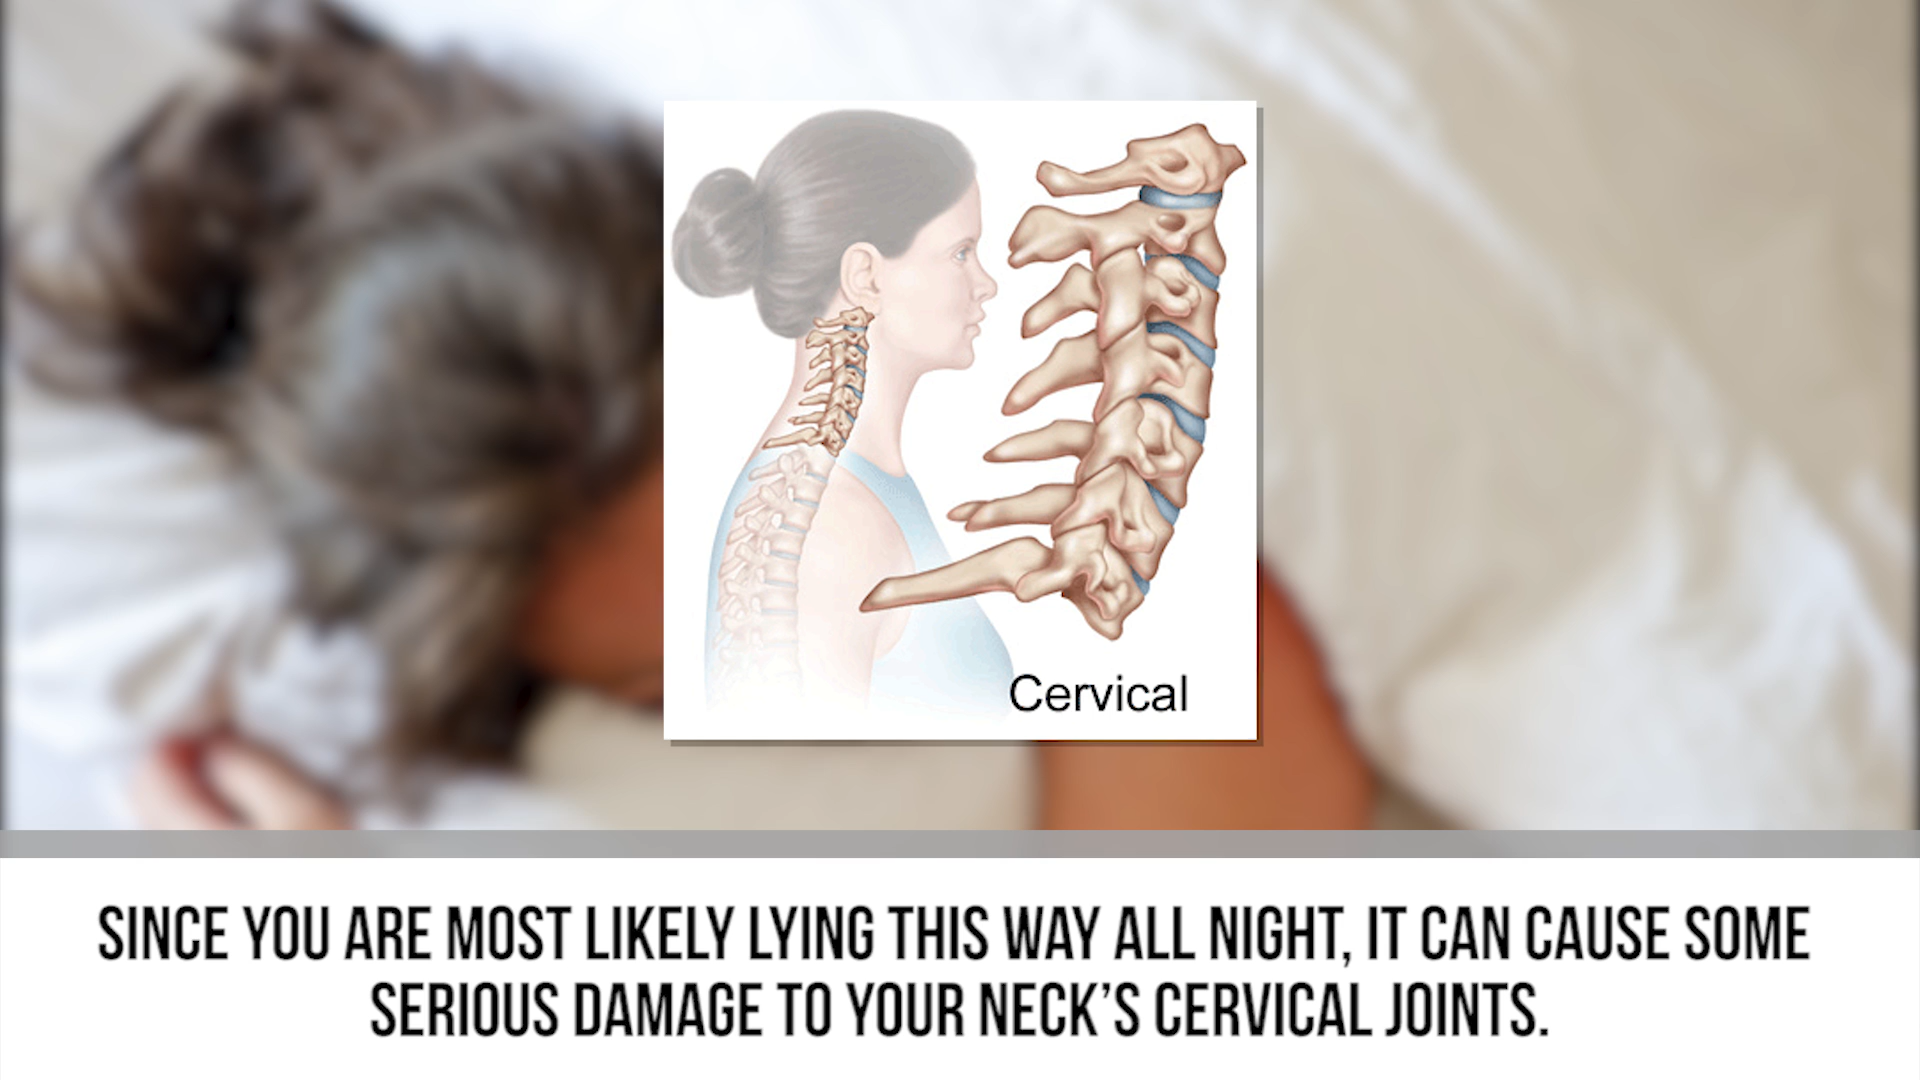 Cervical
SINCE YOU ARE MOST LIKELY LYING THIS WAY ALL NIGHT, IT CAN CAUSE SOME
SERIOUS DAMAGE TO YOUR NECK’S CERVICAL JOINTS.